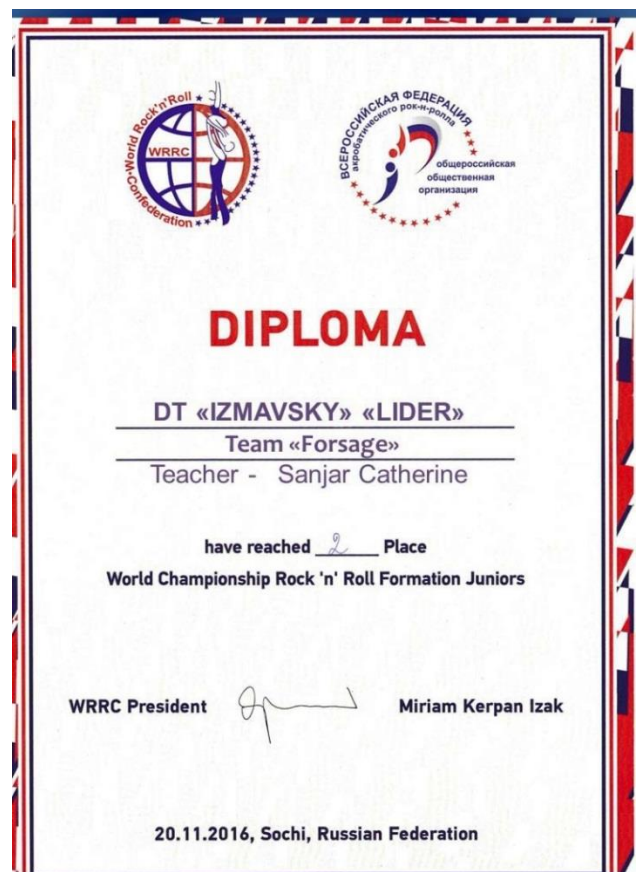 World Rock'n'Roll Confederation
WRRC
ВСЕРОССИЙСКАЯ ФЕДЕРАЦИЯ
акробатического рок-н-ролла
общероссийская
общественная
организация
DIPLOMA
DT «IZMAVSKY» «LIDER»
Team «Forsage»
Teacher - Sanjar Catherine
have reached 2 Place
World Championship Rock 'n' Roll Formation Juniors
WRRC President Miriam Kerpan Izak
20.11.2016, Sochi, Russian Federation